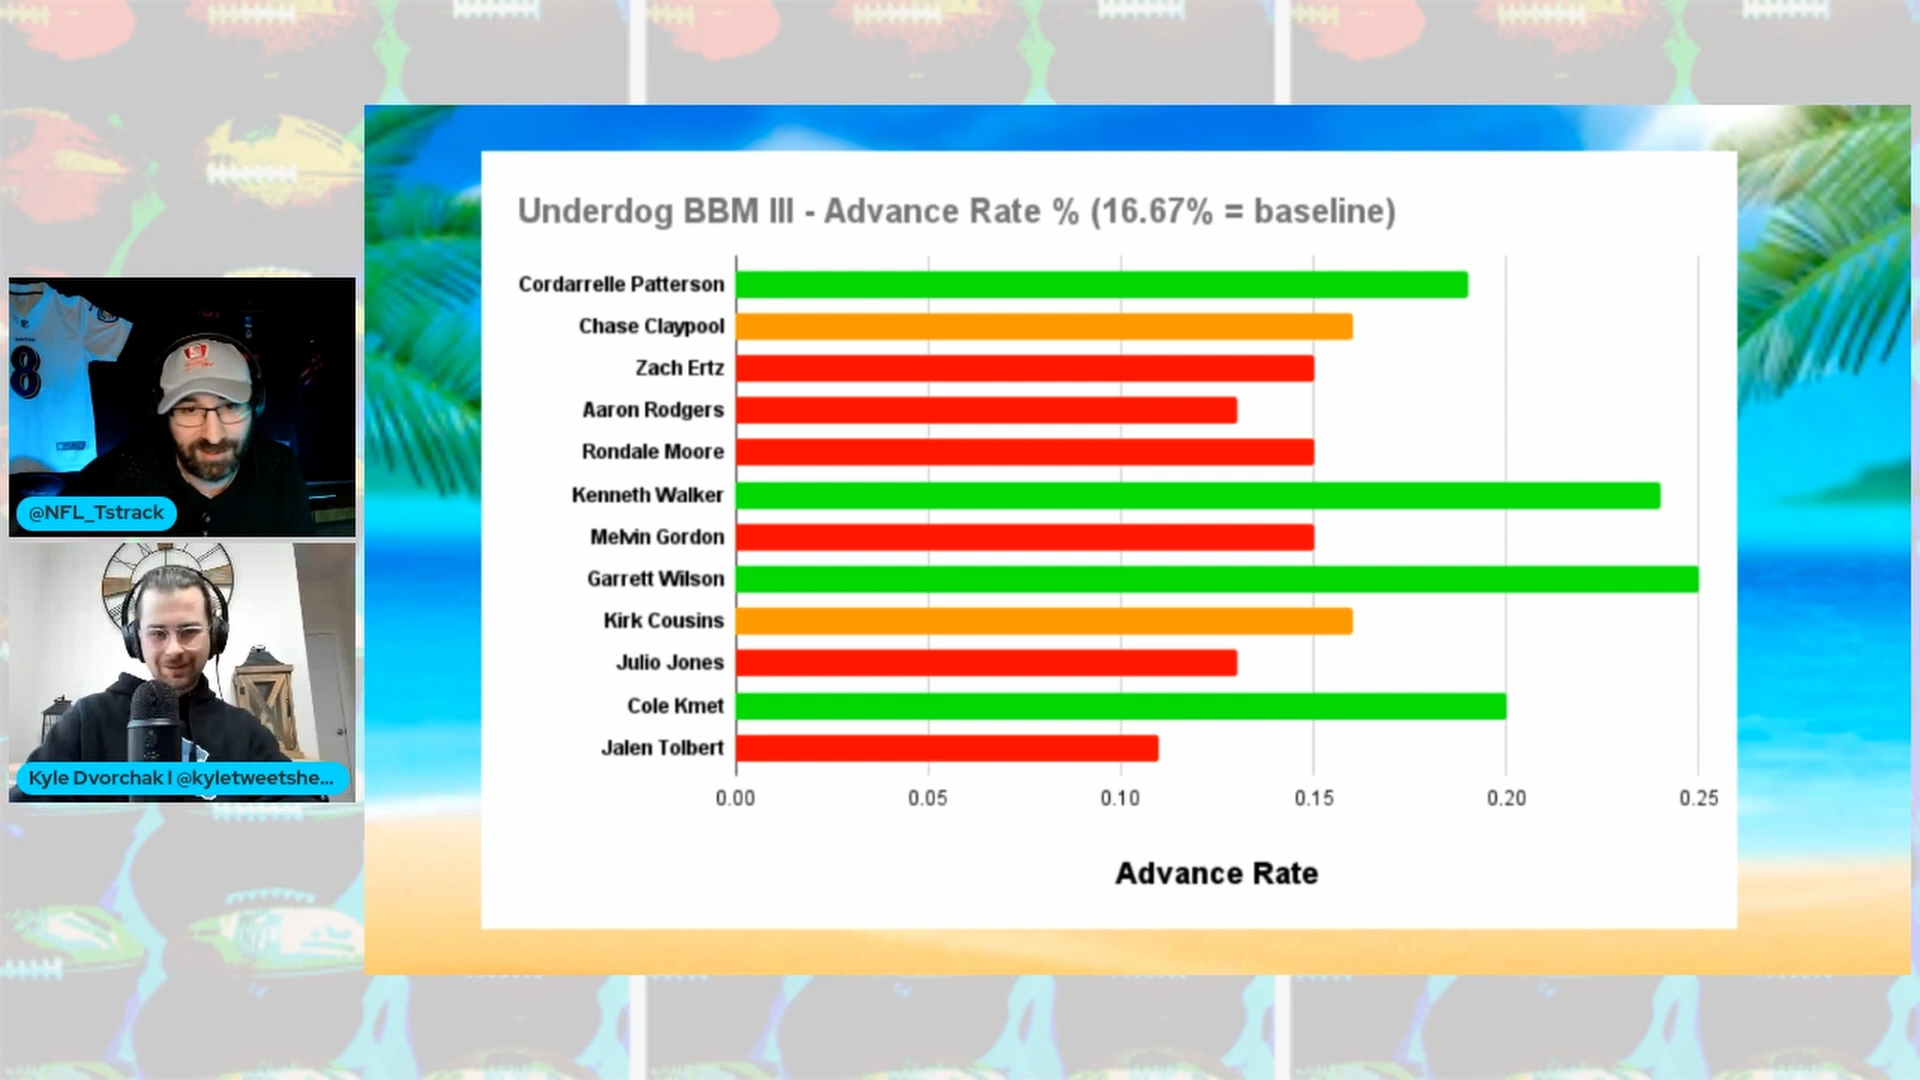 Underdog BBM III - Advance Rate % (16.67% = baseline)
Cordarrelle Patterson
Chase Claypool
Zach Ertz
Aaron Rodgers
Rondale Moore
Kenneth Walker
Melvin Gordon
Garrett Wilson
Kirk Cousins
Julio Jones
Cole Kmet
Jalen Tolbert
0.00 0.05 0.10 0.15 0.20 0.25
Advance Rate
8
@NFL_Tstrack
Kyle Dvorchak | @kyletweetshe...